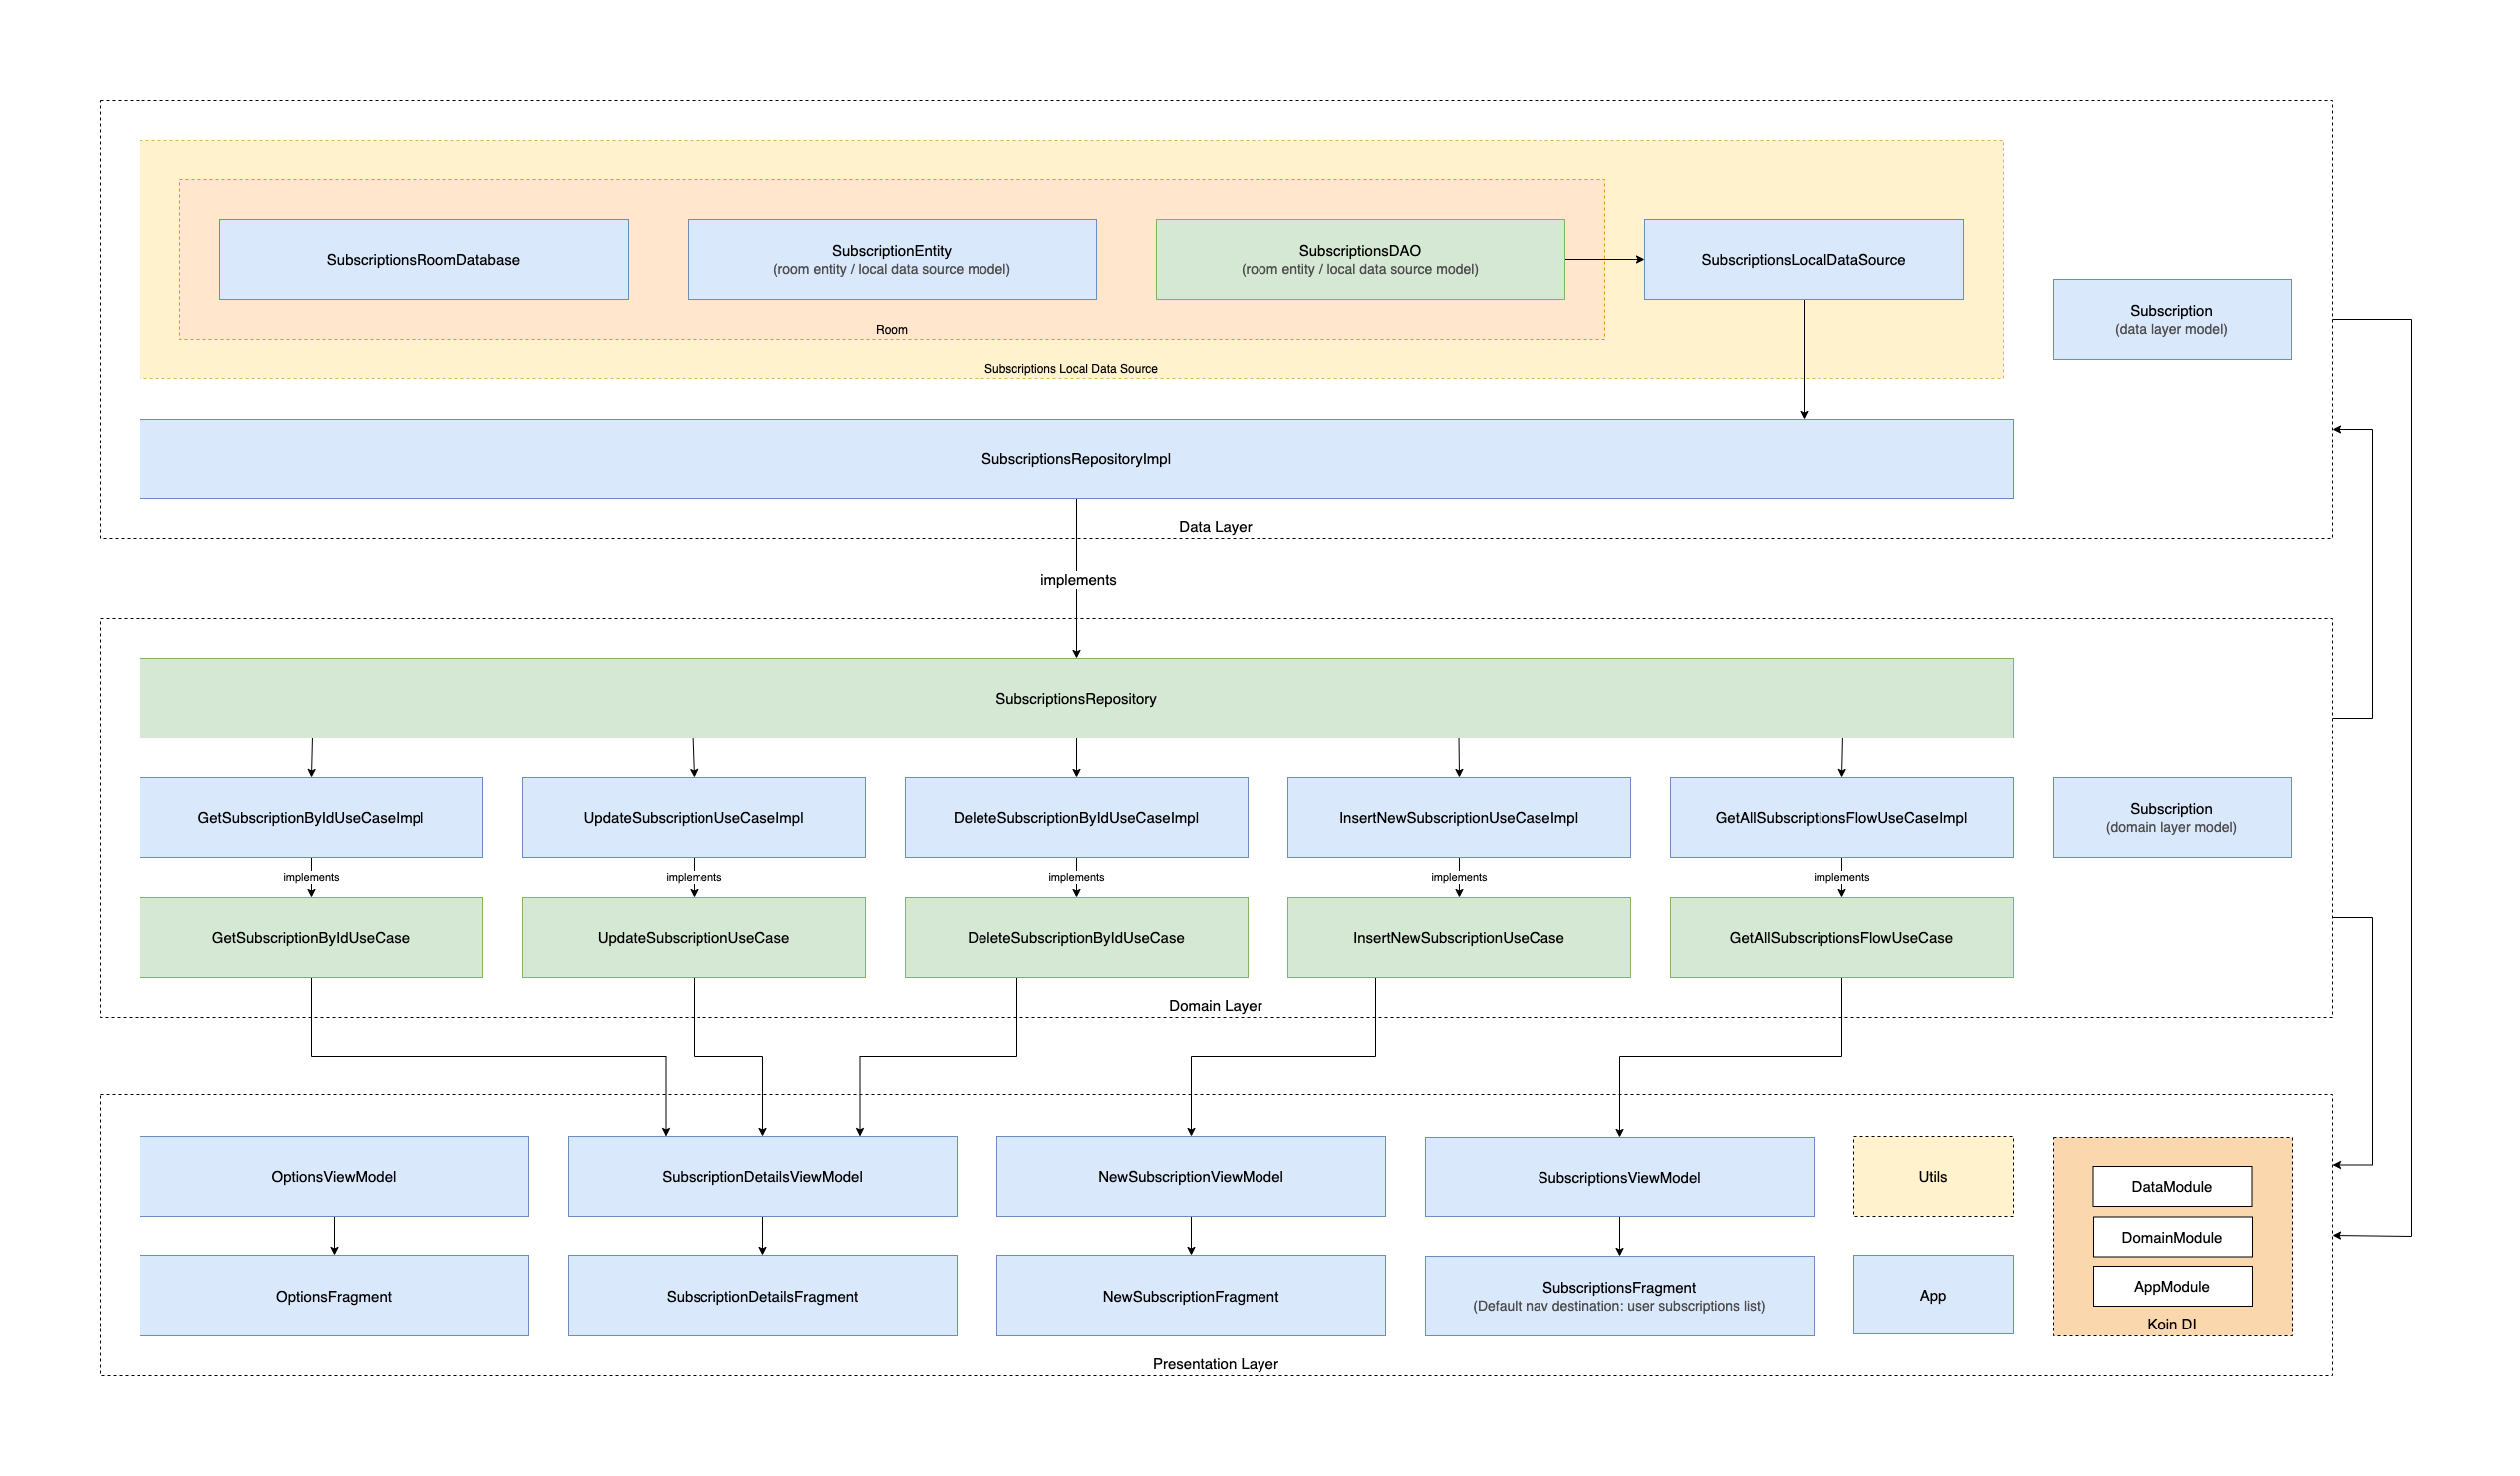 SubscriptionsRoomDatabase
SubscriptionEntity
(room entity / local data source model)
SubscriptionsDAO
(room entity / local data source model)
SubscriptionsLocalDataSource
Subscription
(data layer model)
Room
Subscriptions Local Data Source
SubscriptionsRepositoryImpl
Data Layer
implements
SubscriptionsRepository
GetSubscriptionByIdUseCaseImpl
UpdateSubscriptionUseCaseImpl
DeleteSubscriptionByIdUseCaseImpl
InsertNewSubscriptionUseCaseImpl
GetAllSubscriptionsFlowUseCaseImpl
Subscription
(domain layer model)
implements
implements
implements
implements
implements
GetSubscriptionByIdUseCase
UpdateSubscriptionUseCase
DeleteSubscriptionByIdUseCase
InsertNewSubscriptionUseCase
GetAllSubscriptionsFlowUseCase
Domain Layer
OptionsViewModel
SubscriptionDetailsViewModel
NewSubscriptionViewModel
SubscriptionsViewModel
Utils
DataModule
DomainModule
AppModule
Koin DI
OptionsFragment
SubscriptionDetailsFragment
NewSubscriptionFragment
SubscriptionsFragment
(Default nav destination: user subscriptions list)
App
Presentation Layer